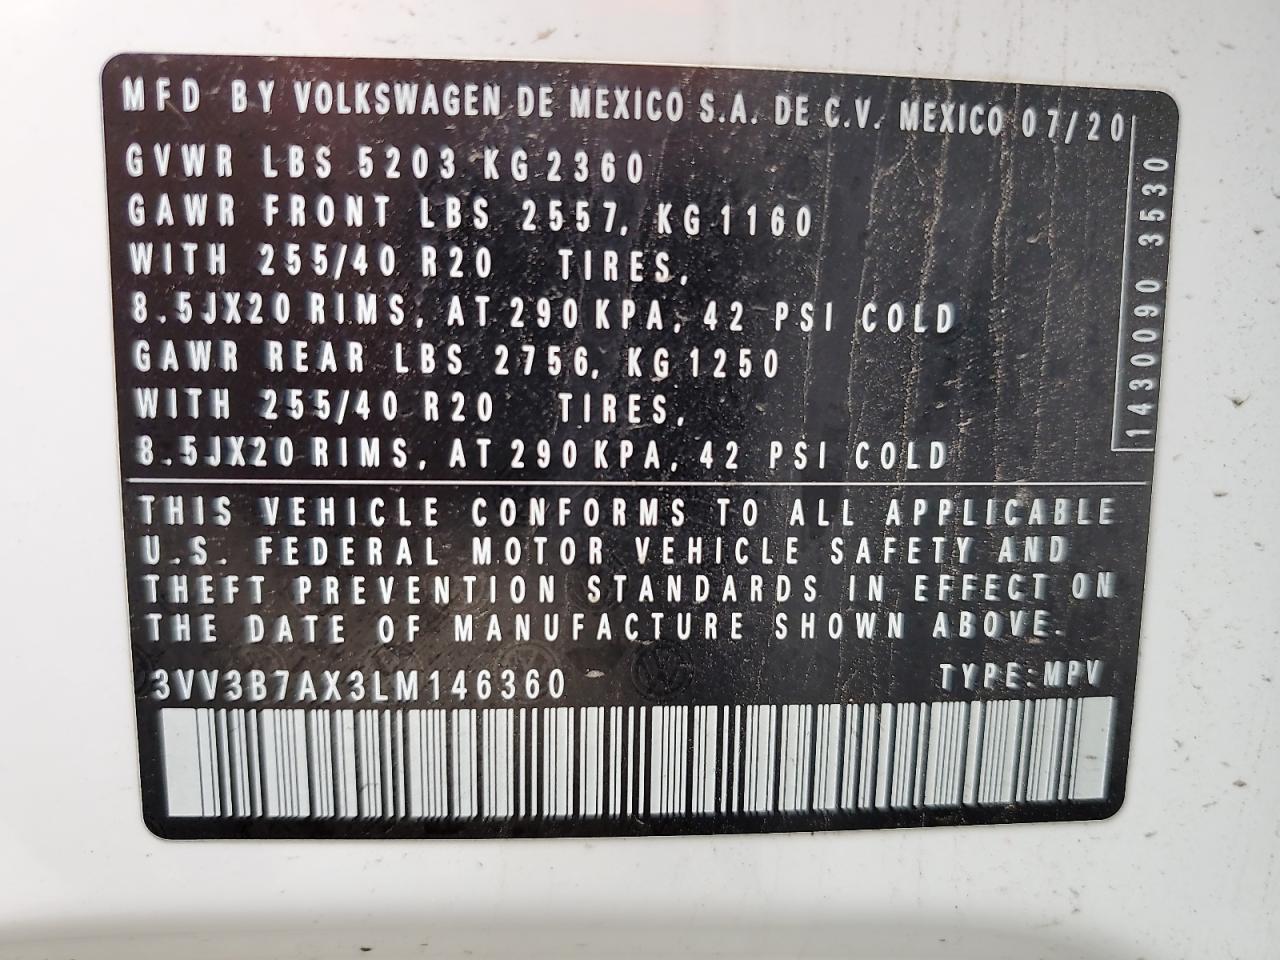 MFD BY VOLKSWAGEN DE MEXICO S.A. DE C.V. MEXICO 07/20
GVWR LBS 5203 KG 2360
GAWR FRONT LBS 2557, KG 1160
WITH 255/40 R20 TIRES,
8.5JX20 RIMS, AT 290 KPA, 42 PSI COLD
GAWR REAR LBS 2756, KG 1250
WITH 255/40 R20 TIRES,
8.5JX20 RIMS, AT 290 KPA, 42 PSI COLD
1430090 3530
THIS VEHICLE CONFORMS TO ALL APPLICABLE
U.S. FEDERAL MOTOR VEHICLE SAFETY AND
THEFT PREVENTION STANDARDS IN EFFECT ON
THE DATE OF MANUFACTURE SHOWN ABOVE.
3VV3B7AX3LM146360 TYPE:MPV